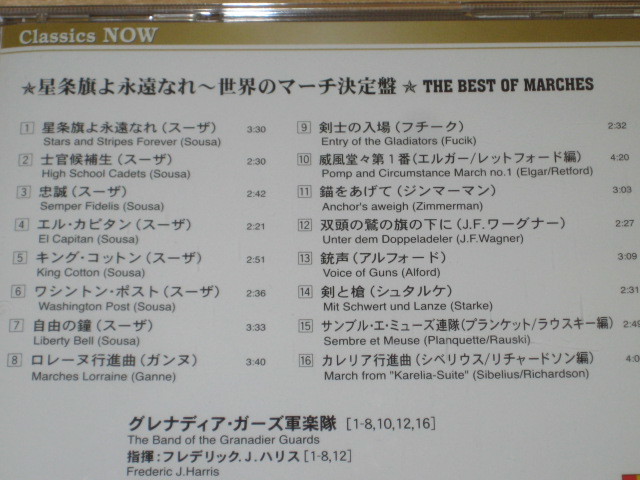 Classics NOW
★星条旗よ永遠なれ～世界のマーチ決定盤★ THE BEST OF MARCHES
1 星条旗よ永遠なれ（スーザ） 3:30
Stars and Stripes Forever (Sousa)
2 士官候補生（スーザ） 2:30
High School Cadets (Sousa)
3 忠誠（スーザ） 2:42
Semper Fidelis (Sousa)
4 エル・カピタン（スーザ） 2:21
El Capitan (Sousa)
5 キング・コットン（スーザ） 2:51
King Cotton (Sousa)
6 ワシントン・ポスト（スーザ） 2:36
Washington Post (Sousa)
7 自由の鐘（スーザ） 3:33
Liberty Bell (Sousa)
8 ロレーヌ行進曲（ガンヌ） 3:40
Marches Lorraine (Ganne)
9 剣士の入場（フチーク） 2:32
Entry of the Gladiators (Fucik)
10 威風堂々第1番（エルガー/レットフォード編） 4:20
Pomp and Circumstance March no.1 (Elgar/Retford)
11 錨をあげて（ジンマーマン） 3:03
Anchor's aweigh (Zimmerman)
12 双頭の鷲の旗の下に（J.F.ワーグナー） 3:27
Unter dem Doppeladeler (J.F.Wagner)
13 銃声（アルフォード） 3:09
Voice of Guns (Alford)
14 剣と槍（シュタルケ） 2:31
Mit Schwert und Lanze (Starke)
15 サンブル・エ・ミューズ連隊（プランケット/ラウスキー編） 2:49
Sembre et Meuse (Planquette/Rauski)
16 カレリア行進曲（シベリウス/リチャードソン編）
March from "Karelia-Suite" (Sibelius/Richardson)
グレナディア・ガーズ軍楽隊 [1-8,10,12,16]
The Band of the Granadier Guards
指揮：フレデリック.J.ハリス [1-8,12]
Frederic J.Harris